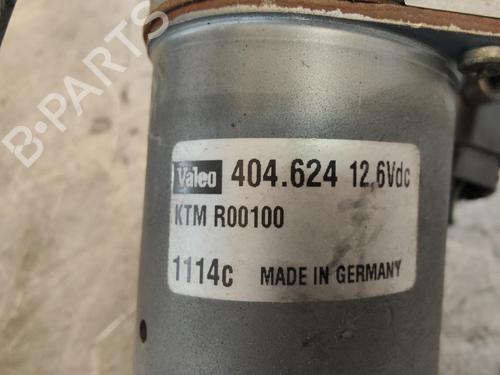 B-PARTS
Valeo 404.624 12,6Vdc
KTM R00100
1114c MADE IN GERMANY